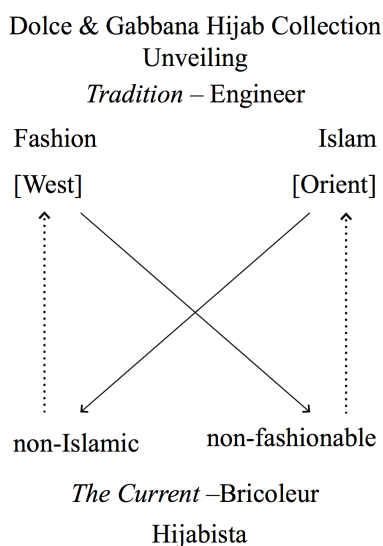 Dolce & Gabbana Hijab Collection
Unveiling
Tradition – Engineer
Fashion Islam
[West] [Orient]
non-Islamic non-fashionable
The Current –Bricoleur
Hijabista